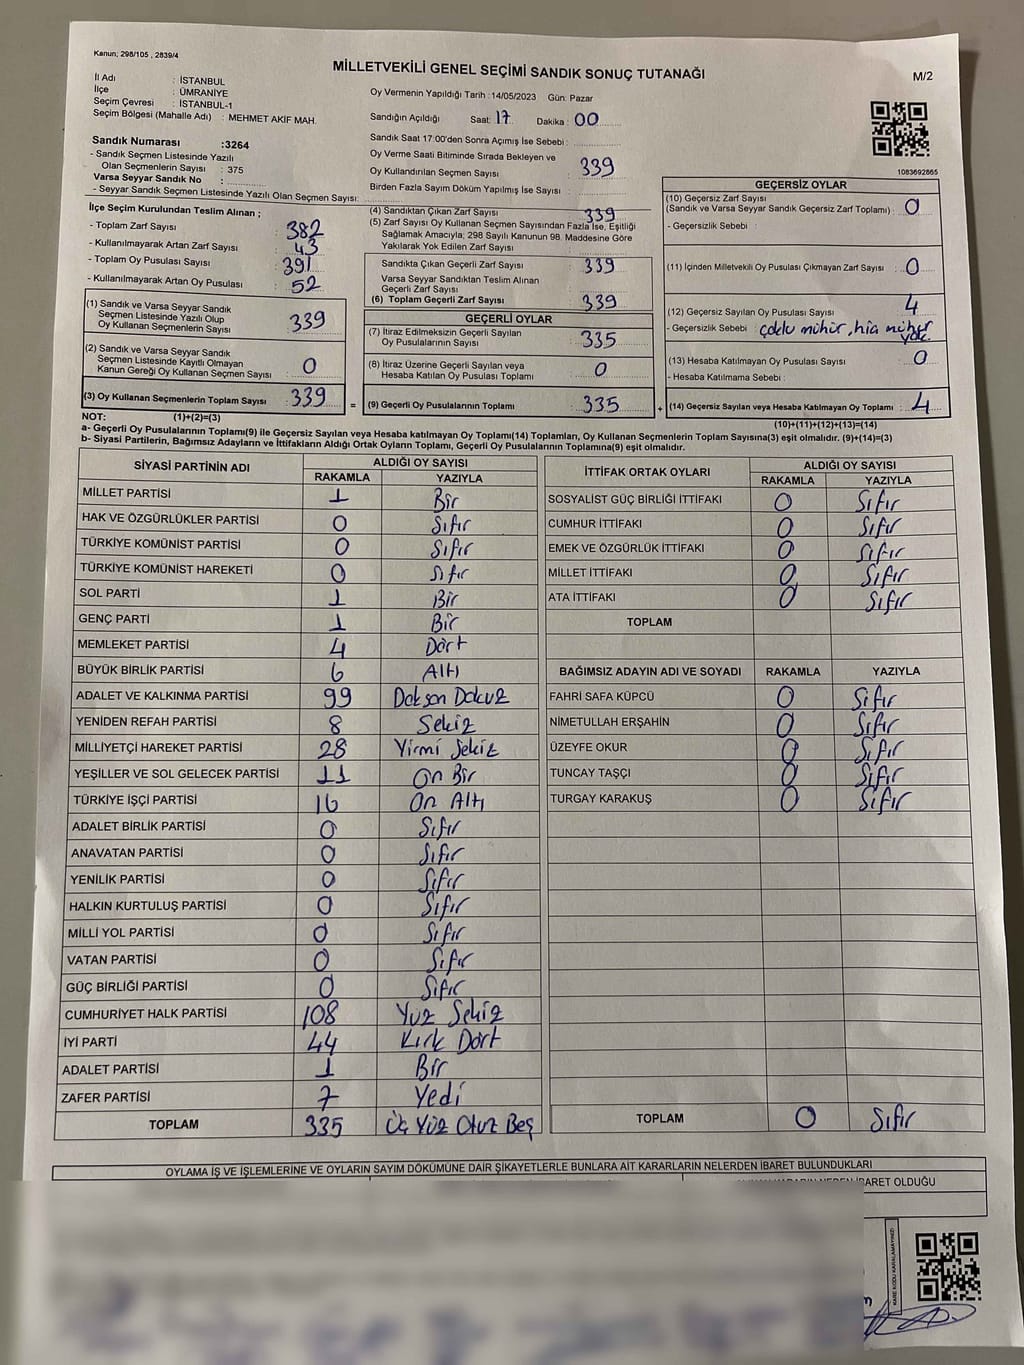 Kanun; 298/105 , 2839/4
MİLLETVEKİLİ GENEL SEÇİMİ SANDIK SONUÇ TUTANAĞI
M/2
İl Adı : İSTANBUL
İlçe : ÜMRANİYE
Seçim Çevresi : İSTANBUL-1
Seçim Bölgesi (Mahalle Adı) : MEHMET AKİF MAH.
Oy Vermenin Yapıldığı Tarih : 14/05/2023 Gün: Pazar
Sandığın Açıldığı Saat: 17 Dakika : 00
Sandık Saat 17:00'den Sonra Açımış İse Sebebi :
Oy Verme Saati Bitiminde Sırada Bekleyen ve
Oy Kullandırılan Seçmen Sayısı : 339
Birden Fazla Sayım Döküm Yapılmış İse Sayısı :
Sandık Numarası :3264
- Sandık Seçmen Listesinde Yazılı
Olan Seçmenlerin Sayısı : 375
Varsa Seyyar Sandık No :
- Seyyar Sandık Seçmen Listesinde Yazılı Olan Seçmen Sayısı:
1083692865
İlçe Seçim Kurulundan Teslim Alınan ;
- Toplam Zarf Sayısı : 382
- Kullanılmayarak Artan Zarf Sayısı : 43
- Toplam Oy Pusulası Sayısı : 391
- Kullanılmayarak Artan Oy Pusulası : 52
(1) Sandık ve Varsa Seyyar Sandık
Seçmen Listesinde Yazılı Olup
Oy Kullanan Seçmenlerin Sayısı : 339
(2) Sandık ve Varsa Seyyar Sandık
Seçmen Listesinde Kayıtlı Olmayan
Kanun Gereği Oy Kullanan Seçmen Sayısı : 0
(3) Oy Kullanan Seçmenlerin Toplam Sayısı : 339 =
(4) Sandıktan Çıkan Zarf Sayısı : 339
(5) Zarf Sayısı Oy Kullanan Seçmen Sayısından Fazla İse, Eşitliği
Sağlamak Amacıyla; 298 Sayılı Kanunun 98. Maddesine Göre
Yakılarak Yok Edilen Zarf Sayısı :
Sandıkta Çıkan Geçerli Zarf Sayısı : 339
Varsa Seyyar Sandıktan Teslim Alınan
Geçerli Zarf Sayısı :
(6) Toplam Geçerli Zarf Sayısı : 339
GEÇERLİ OYLAR
(7) İtiraz Edilmeksizin Geçerli Sayılan
Oy Pusulalarının Sayısı : 335
(8) İtiraz Üzerine Geçerli Sayılan veya
Hesaba Katılan Oy Pusulası Toplamı : 0
(9) Geçerli Oy Pusulalarının Toplamı : 335 +
GEÇERSİZ OYLAR
(10) Geçersiz Zarf Sayısı
(Sandık ve Varsa Seyyar Sandık Geçersiz Zarf Toplamı) : 0
- Geçersizlik Sebebi :
(11) İçinden Milletvekili Oy Pusulası Çıkmayan Zarf Sayısı : 0
(12) Geçersiz Sayılan Oy Pusulası Sayısı : 4
- Geçersizlik Sebebi : çoklu mühür, hiç mühür
yok.
(13) Hesaba Katılmayan Oy Pusulası Sayısı : 0
- Hesaba Katılmama Sebebi :
(14) Geçersiz Sayılan veya Hesaba Katılmayan Oy Toplamı : 4
NOT: (1)+(2)=(3)
(10)+(11)+(12)+(13)=(14)
a- Geçerli Oy Pusulalarının Toplamı(9) ile Geçersiz Sayılan veya Hesaba Katılmayan Oy Toplamı(14) Toplamları, Oy Kullanan Seçmenlerin Toplam Sayısına(3) eşit olmalıdır. (9)+(14)=(3)
b- Siyasi Partilerin, Bağımsız Adayların ve İttifakların Aldığı Ortak Oyların Toplamı, Geçerli Oy Pusulalarının Toplamına(9) eşit olmalıdır.
SİYASİ PARTİNİN ADI ALDIĞI OY SAYISI
RAKAMLA YAZIYLA
MİLLET PARTİSİ 1 Bir
HAK VE ÖZGÜRLÜKLER PARTİSİ 0 Sıfır
TÜRKİYE KOMÜNİST PARTİSİ 0 Sıfır
TÜRKİYE KOMÜNİST HAREKETİ 0 Sıfır
SOL PARTİ 1 Bir
GENÇ PARTİ 1 Bir
MEMLEKET PARTİSİ 4 Dört
BÜYÜK BİRLİK PARTİSİ 6 Altı
ADALET VE KALKINMA PARTİSİ 99 Doksan Dokuz
YENİDEN REFAH PARTİSİ 8 Sekiz
MİLLİYETÇİ HAREKET PARTİSİ 28 Yirmi Sekiz
YEŞİLLER VE SOL GELECEK PARTİSİ 11 On Bir
TÜRKİYE İŞÇİ PARTİSİ 16 On Altı
ADALET BİRLİK PARTİSİ 0 Sıfır
ANAVATAN PARTİSİ 0 Sıfır
YENİLİK PARTİSİ 0 Sıfır
HALKIN KURTULUŞ PARTİSİ 0 Sıfır
MİLLİ YOL PARTİSİ 0 Sıfır
VATAN PARTİSİ 0 Sıfır
GÜÇ BİRLİĞİ PARTİSİ 0 Sıfır
CUMHURİYET HALK PARTİSİ 108 Yüz Sekiz
İYİ PARTİ 44 Kırk Dört
ADALET PARTİSİ 1 Bir
ZAFER PARTİSİ 7 Yedi
TOPLAM 335 Üç Yüz Otuz Beş
İTTİFAK ORTAK OYLARI ALDIĞI OY SAYISI
RAKAMLA YAZIYLA
SOSYALİST GÜÇ BİRLİĞİ İTTİFAKI 0 Sıfır
CUMHUR İTTİFAKI 0 Sıfır
EMEK VE ÖZGÜRLÜK İTTİFAKI 0 Sıfır
MİLLET İTTİFAKI 0 Sıfır
ATA İTTİFAKI 0 Sıfır
TOPLAM
BAĞIMSIZ ADAYIN ADI VE SOYADI RAKAMLA YAZIYLA
FAHRİ SAFA KÜPCÜ 0 Sıfır
NİMETULLAH ERŞAHİN 0 Sıfır
ÜZEYFE OKUR 0 Sıfır
TUNCAY TAŞÇI 0 Sıfır
TURGAY KARAKUŞ 0 Sıfır
TOPLAM 0 Sıfır
OYLAMA İŞ VE İŞLEMLERİNE VE OYLARIN SAYIM DÖKÜMÜNE DAİR ŞİKAYETLERLE BUNLARA AİT KARARLARIN NELERDEN İBARET BULUNDUKLARI
OLDUĞU
KARE KODU KARALAMAYINIZ!